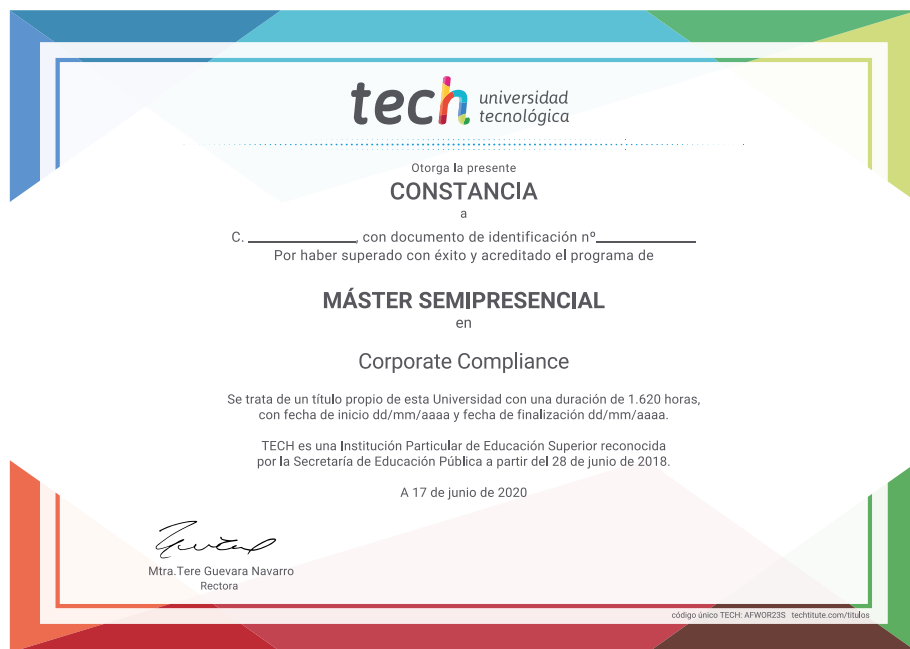 tech universidad
tecnológica
Otorga la presente
CONSTANCIA
a
C. ____________, con documento de identificación nº____________
Por haber superado con éxito y acreditado el programa de
MÁSTER SEMIPRESENCIAL
en
Corporate Compliance
Se trata de un título propio de esta Universidad con una duración de 1.620 horas,
con fecha de inicio dd/mm/aaaa y fecha de finalización dd/mm/aaaa.
TECH es una Institución Particular de Educación Superior reconocida
por la Secretaría de Educación Pública a partir del 28 de junio de 2018.
A 17 de junio de 2020
Mtra.Tere Guevara Navarro
Rectora
código único TECH: AFWOR23S techtitute.com/titulos